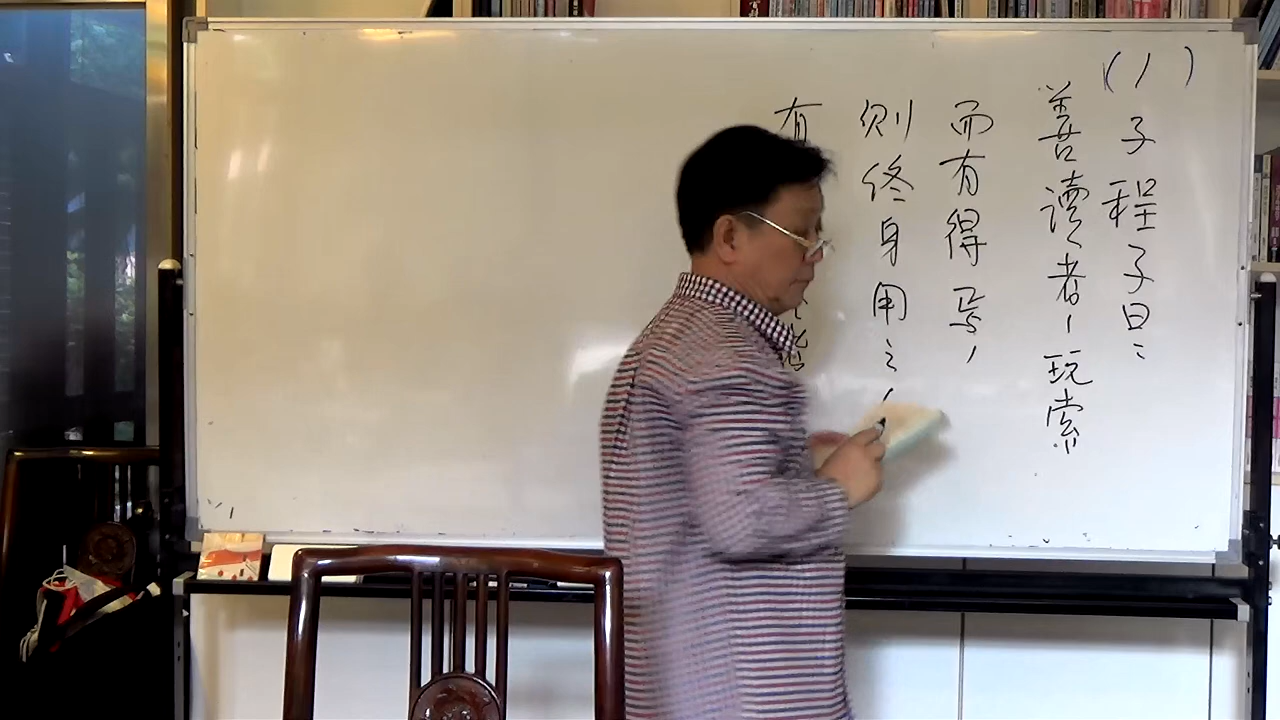 (1)
子程子曰:
善讀者,玩索
而有得焉,
則終身用之,
有